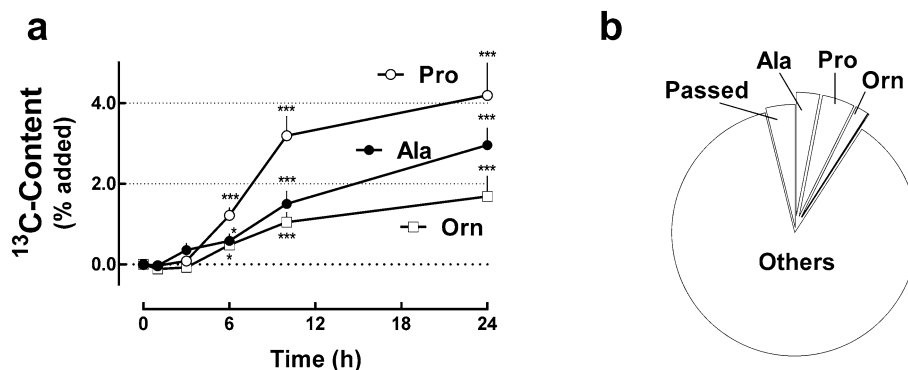 a
¹³C-Content
(% added)
4.0
2.0
0.0
***
Pro
***
***
***
Ala
***
***
*
*
***
Orn
0
6
12
18
24
Time (h)
b
Passed
Ala
Pro
Orn
Others